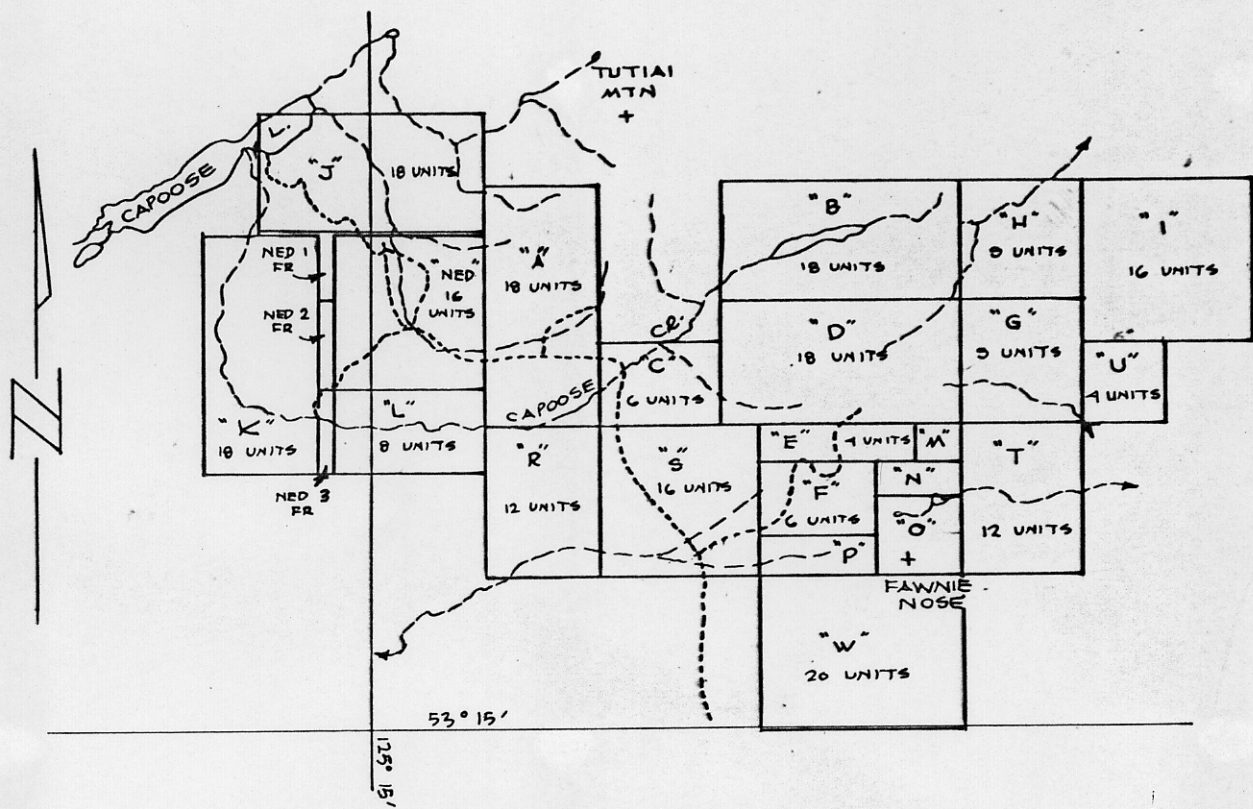 TUTIAI
MTN
+
CAPOOSE
L.
"J"
18 UNITS
NED 1
FR
"NED"
16
UNITS
"A"
18 UNITS
"B"
18 UNITS
"H"
9 UNITS
"I"
16 UNITS
NED 2
FR
CR.
"D"
18 UNITS
"G"
9 UNITS
"U"
4 UNITS
"C"
6 UNITS
CAPOOSE
"K"
18 UNITS
"L"
8 UNITS
"R"
12 UNITS
"S"
16 UNITS
"E"
4 UNITS
"M"
"T"
12 UNITS
"F"
6 UNITS
"N"
"O"
+
"P"
NED 3
FR
FAWNIE
NOSE
"W"
20 UNITS
53° 15'
125° 15'
N